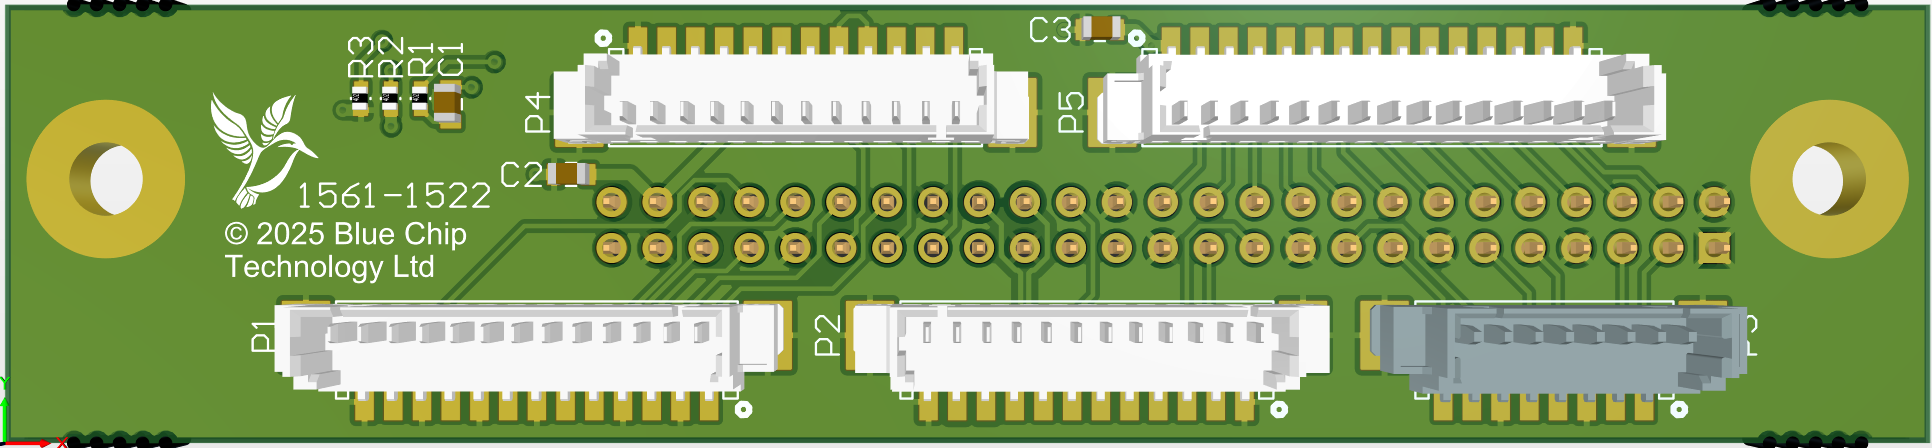 R3
R2
R1
C1
C3
P4
P5
C2
1561-1522
© 2025 Blue Chip
Technology Ltd
P1
P2
Y
X